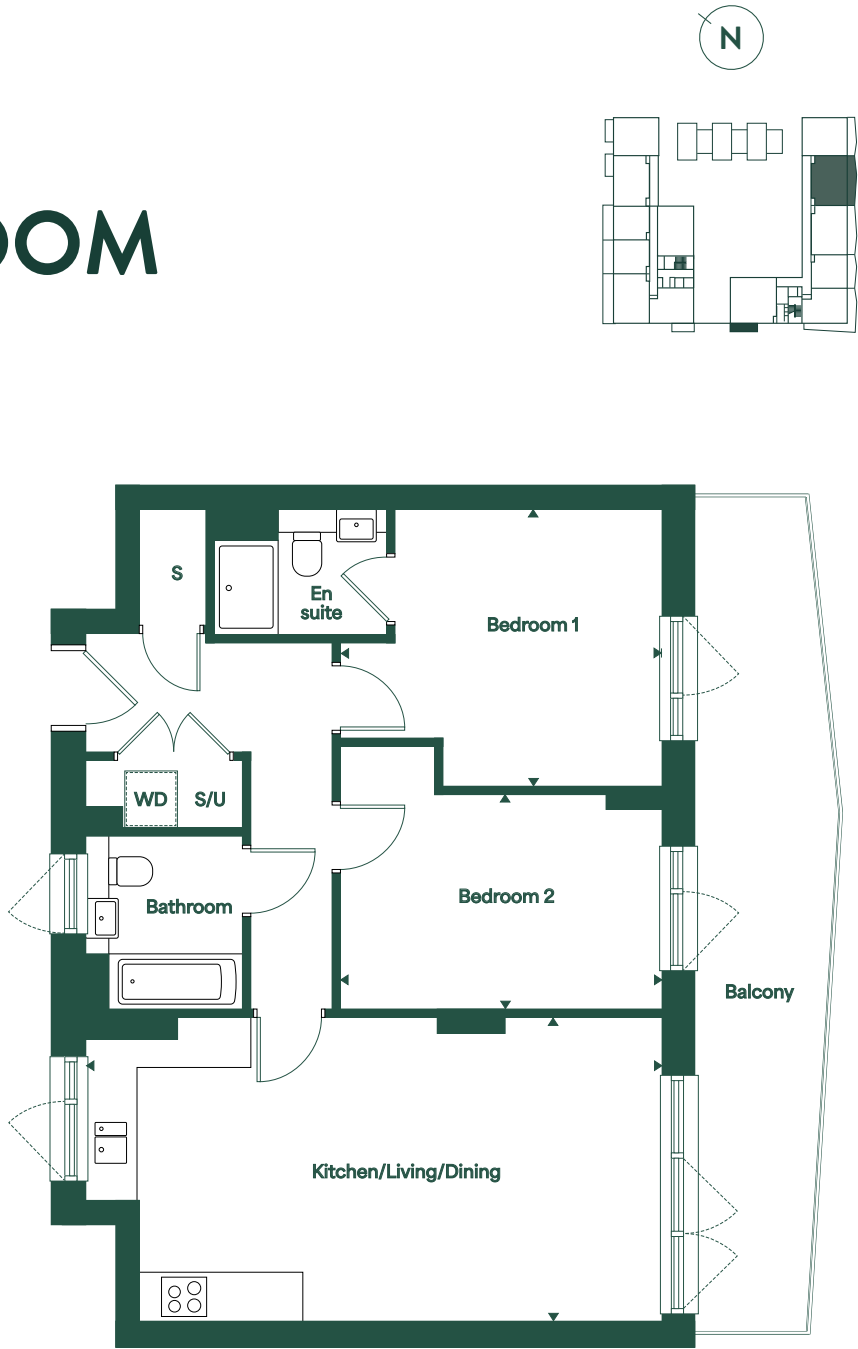 N
OOM
S
En
suite
Bedroom 1
WD
S/U
Bathroom
Bedroom 2
Balcony
Kitchen/Living/Dining